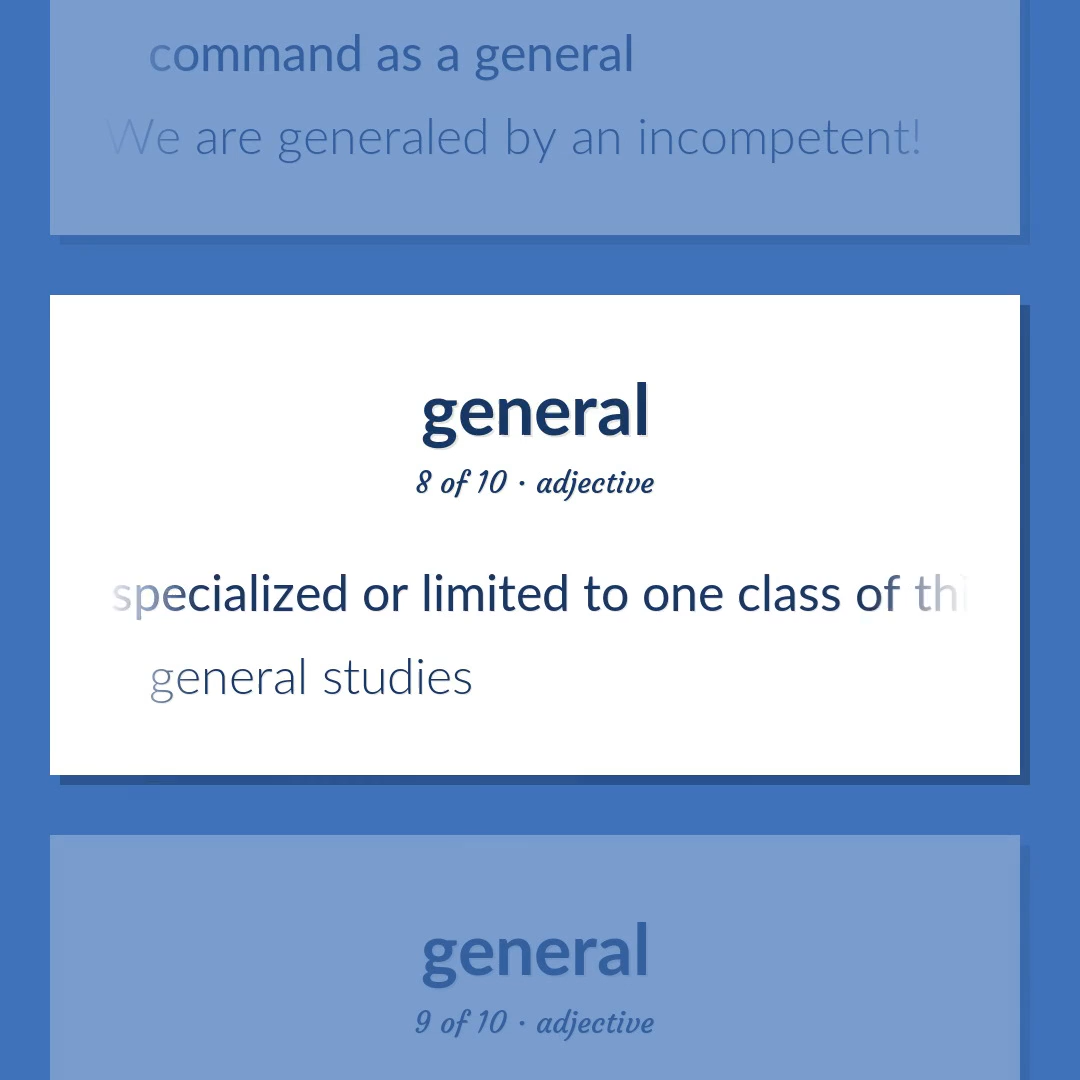 command as a general
We are generaled by an incompetent!
general
8 of 10 · adjective
specialized or limited to one class of
general studies
general
9 of 10 · adjective